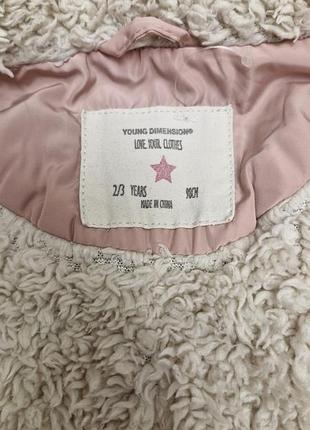 YOUNG DIMENSION®
LOVE YOUR CLOTHES
2/3 YEARS 98CM
MADE IN CHINA